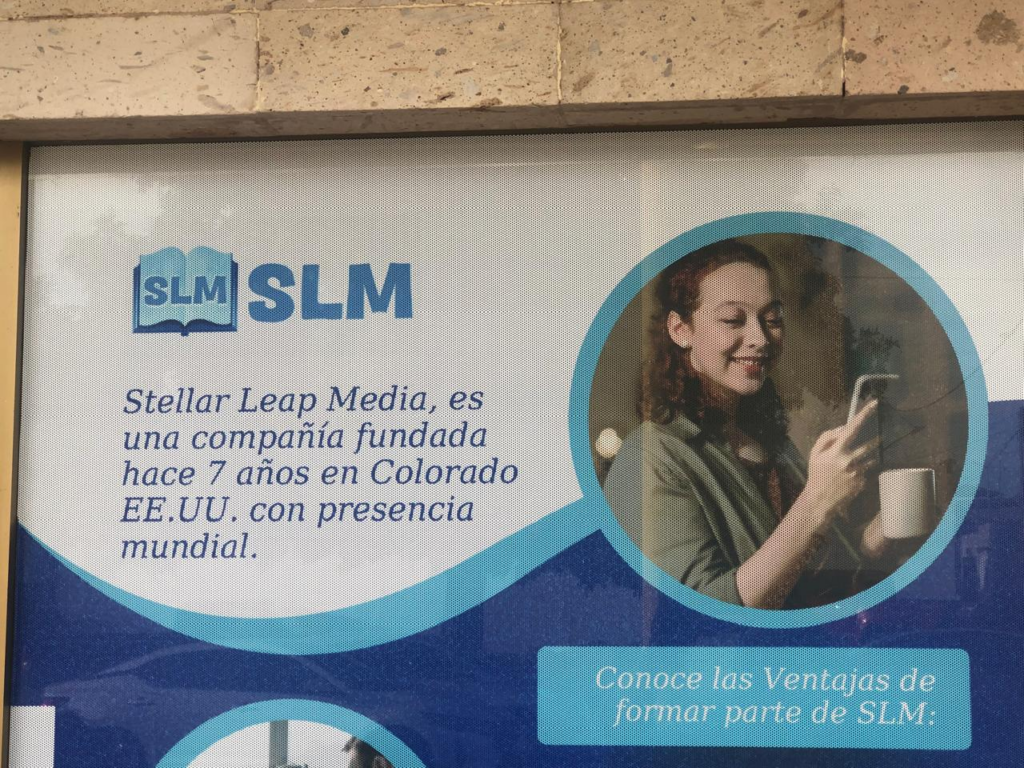 SLM SLM
Stellar Leap Media, es
una compañía fundada
hace 7 años en Colorado
EE.UU. con presencia
mundial.
Conoce las Ventajas de
formar parte de SLM: